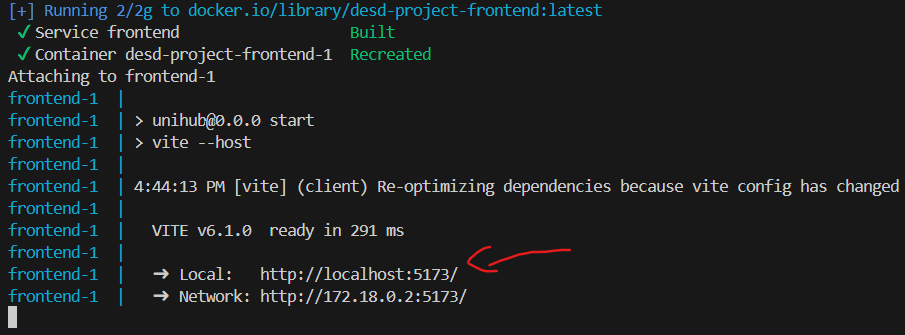 [+] Running 2/2g to docker.io/library/desd-project-frontend:latest
✓ Service frontend Built
✓ Container desd-project-frontend-1 Recreated
Attaching to frontend-1
frontend-1 |
frontend-1 | > unihub@0.0.0 start
frontend-1 | > vite --host
frontend-1 |
frontend-1 | 4:44:13 PM [vite] (client) Re-optimizing dependencies because vite config has changed
frontend-1 |
frontend-1 | VITE v6.1.0 ready in 291 ms
frontend-1 |
frontend-1 | ➜ Local: http://localhost:5173/
frontend-1 | ➜ Network: http://172.18.0.2:5173/